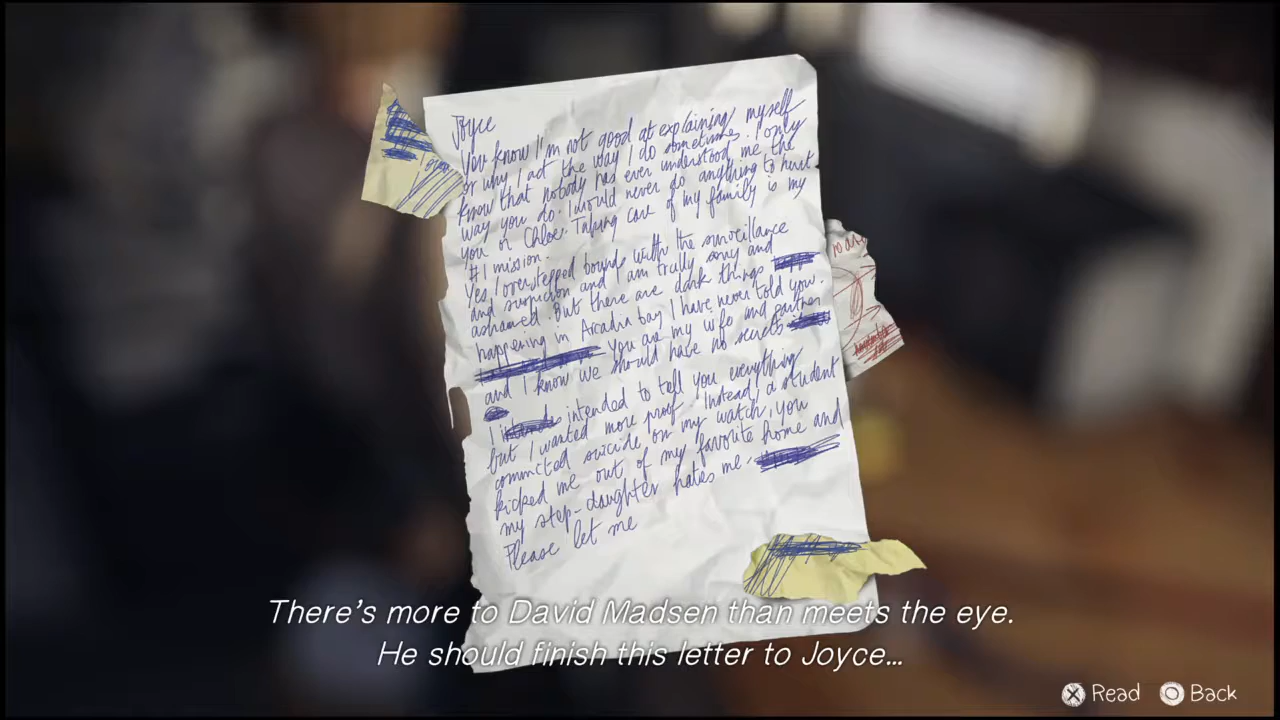 Joyce
You know I'm not good at explaining myself
or why I act the way I do sometimes. I only
know that nobody has ever understood me the
way you do. I would never do anything to hurt
you or Chloe. Taking care of my family is my
#1 mission.
Yes I overstepped bounds with the surveillance
and suspicion and I am trully sorry and
ashamed. But there are dark things
happening in Arcadia bay I have never told you.
You as my wife and partner
and I know we should have no secrets
I intended to tell you everything
but I wanted more proof. Instead, a student
committed suicide on my watch, you
kicked me out of my favorite home and
my step-daughter hates me.
Please let me
There's more to David Madsen than meets the eye.
He should finish this letter to Joyce...
Read
Back